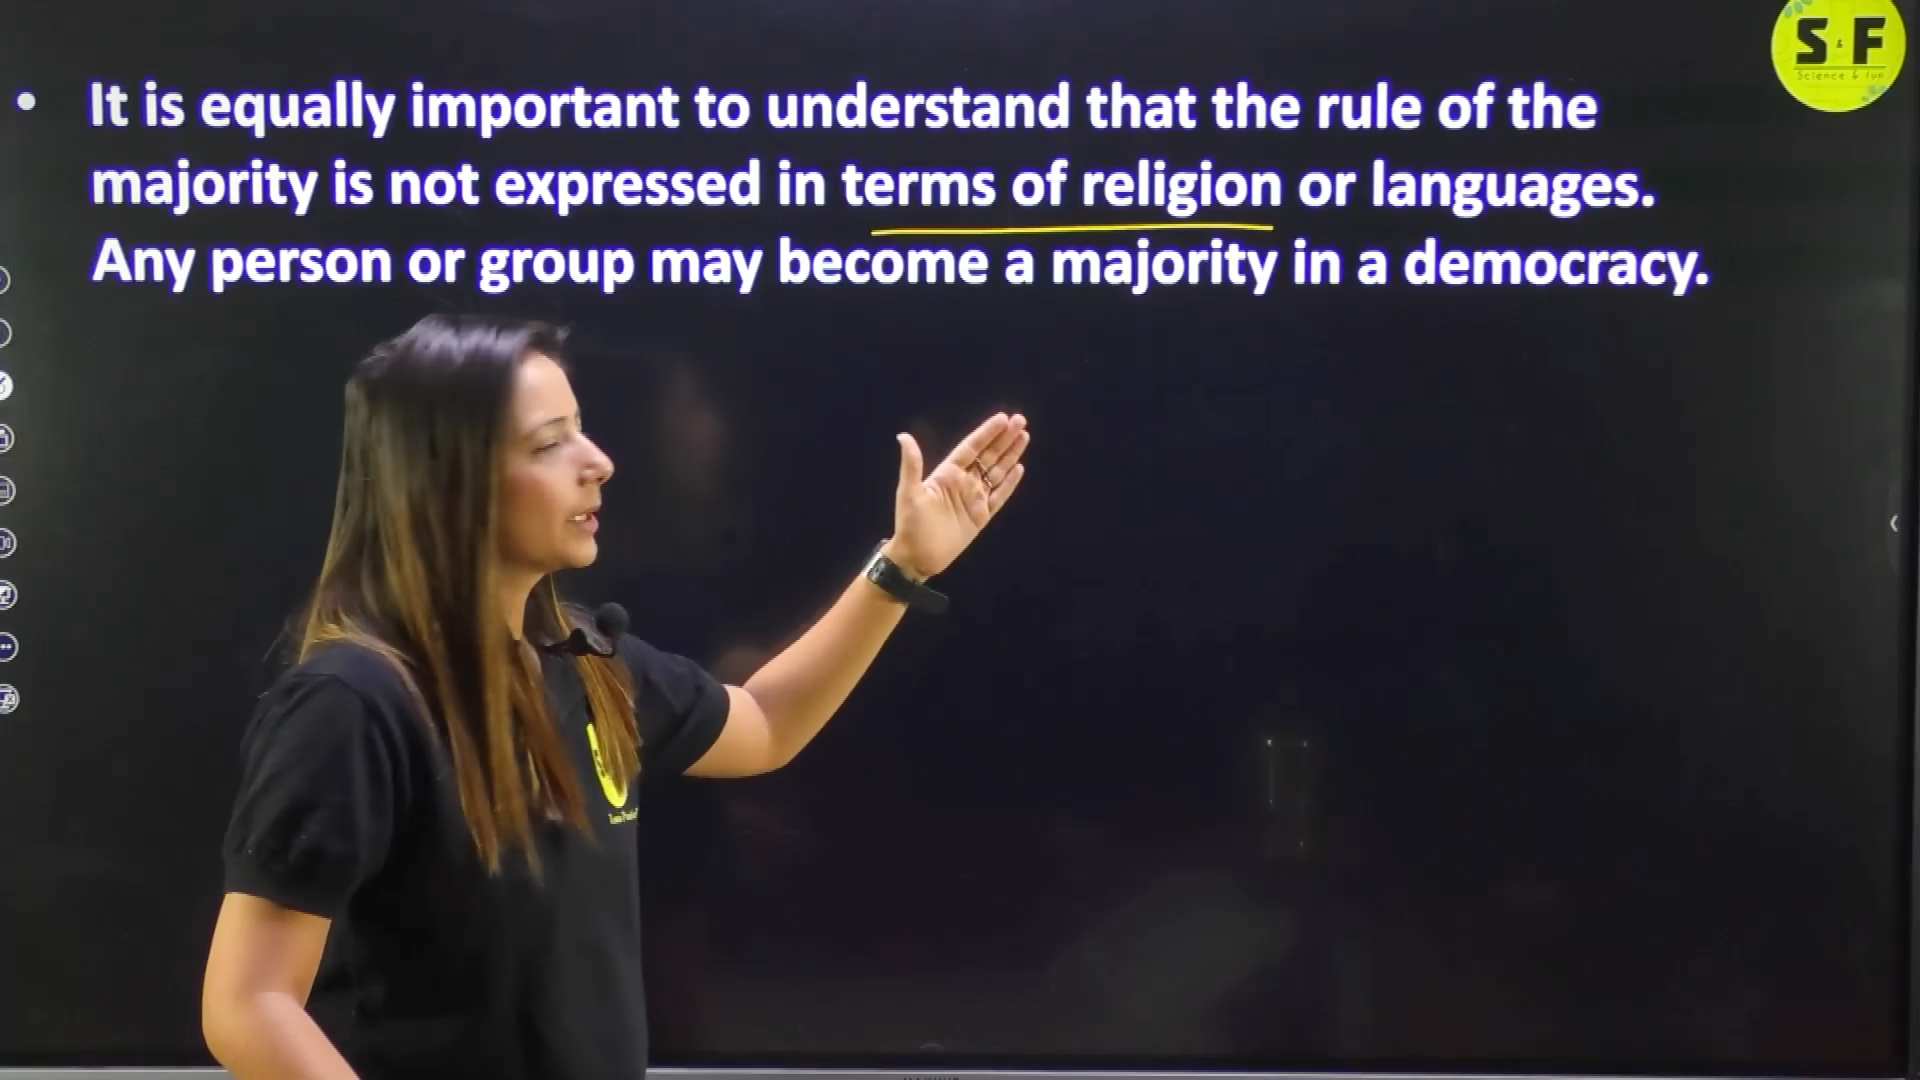 S & F
Science & fun
• It is equally important to understand that the rule of the
majority is not expressed in terms of religion or languages.
Any person or group may become a majority in a democracy.